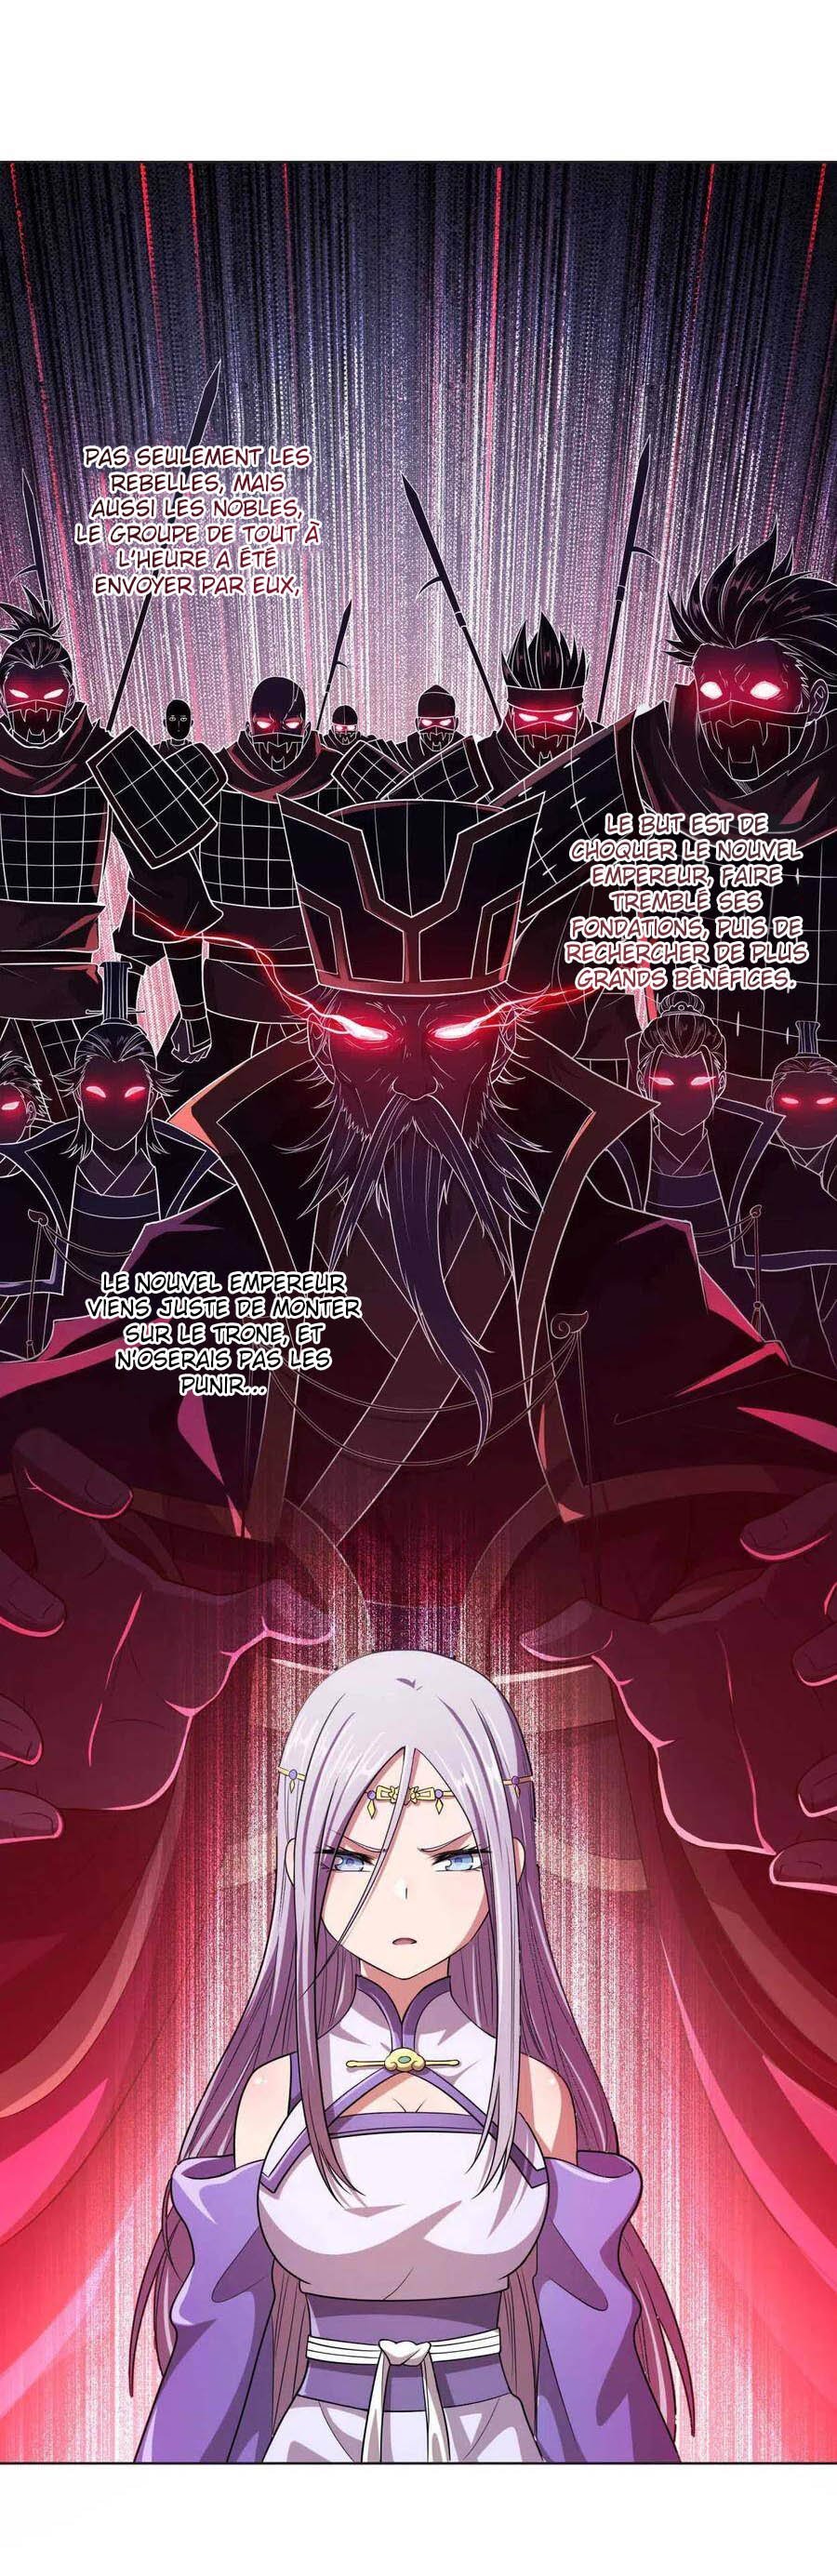 PAS SEULEMENT LES
REBELLES, MAIS
AUSSI LES NOBLES,
LE GROUPE DE TOUT À
L'HEURE A ÉTÉ
ENVOYER PAR EUX,
LE BUT EST DE
CHOQUER LE NOUVEL
EMPEREUR, FAIRE
TREMBLÉ SES
FONDATIONS, PUIS DE
RECHERCHER DE PLUS
GRANDS BÉNÉFICES.
LE NOUVEL EMPEREUR
VIENS JUSTE DE MONTER
SUR LE TRONE, ET
N'OSERAIS PAS LES
PUNIR...